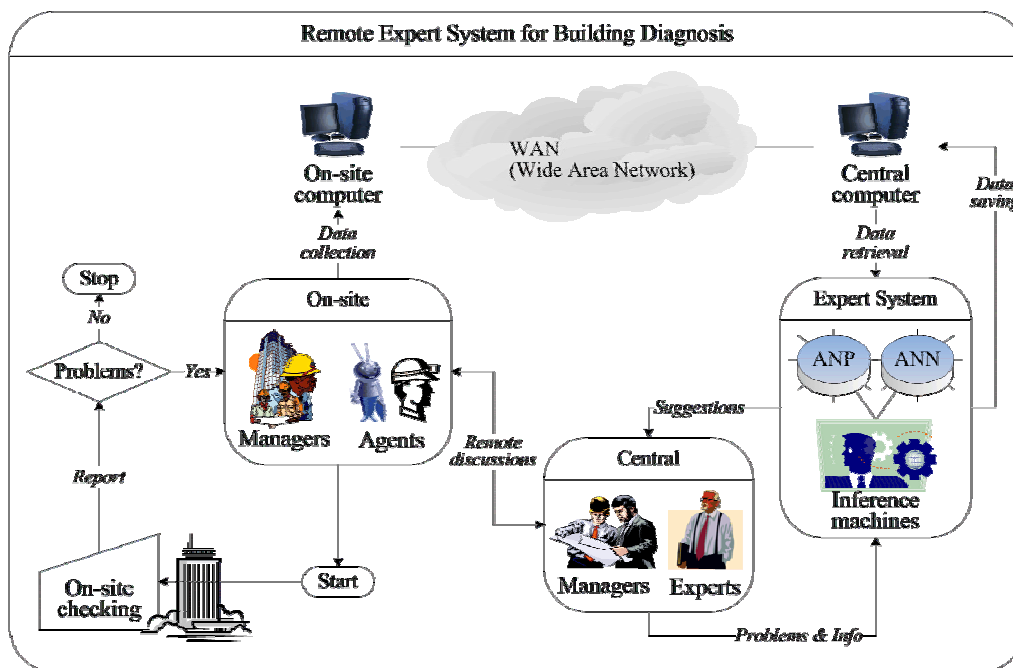 Remote Expert System for Building Diagnosis
WAN
(Wide Area Network)
On-site
computer
Central
computer
Data
saving
Data
collection
Data
retrieval
Stop
On-site
Expert System
No
ANP
ANN
Problems?
Yes
Managers
Agents
Suggestions
Remote
discussions
Central
Report
Inference
machines
On-site
checking
Start
Managers
Experts
Problems & Info